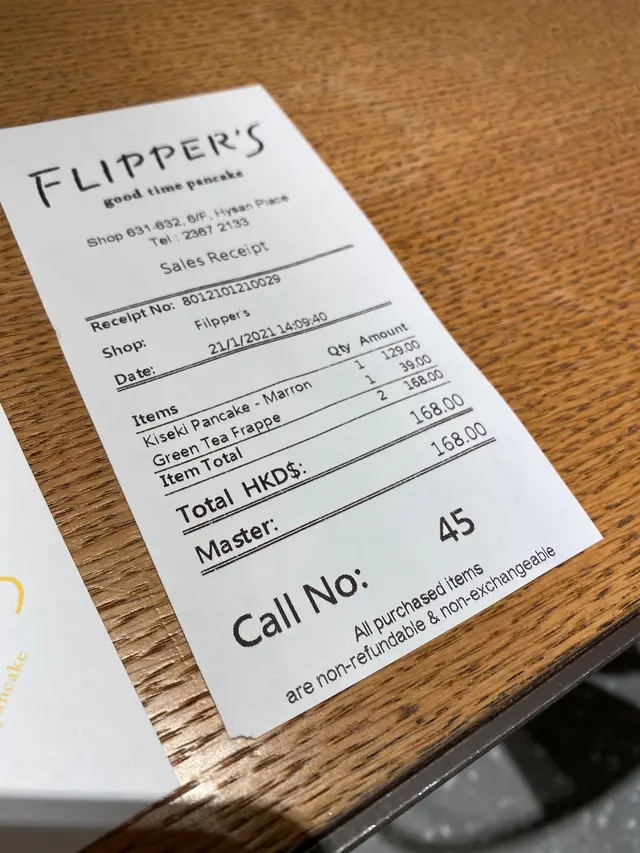 FLIPPER'S
good time pancake
Shop 631-632, 6/F, Hysan Place
Tel : 2367 2133
Sales Receipt
Receipt No: 8012101210029
Shop: Filpper's
Date: 21/1/2021 14:09:40
Items Qty Amount
Kiseki Pancake - Marron 1 129.00
Green Tea Frappe 1 39.00
Item Total 2 168.00
Total HKD$: 168.00
Master: 168.00
Call No: 45
All purchased items
are non-refundable & non-exchangeable
pancake